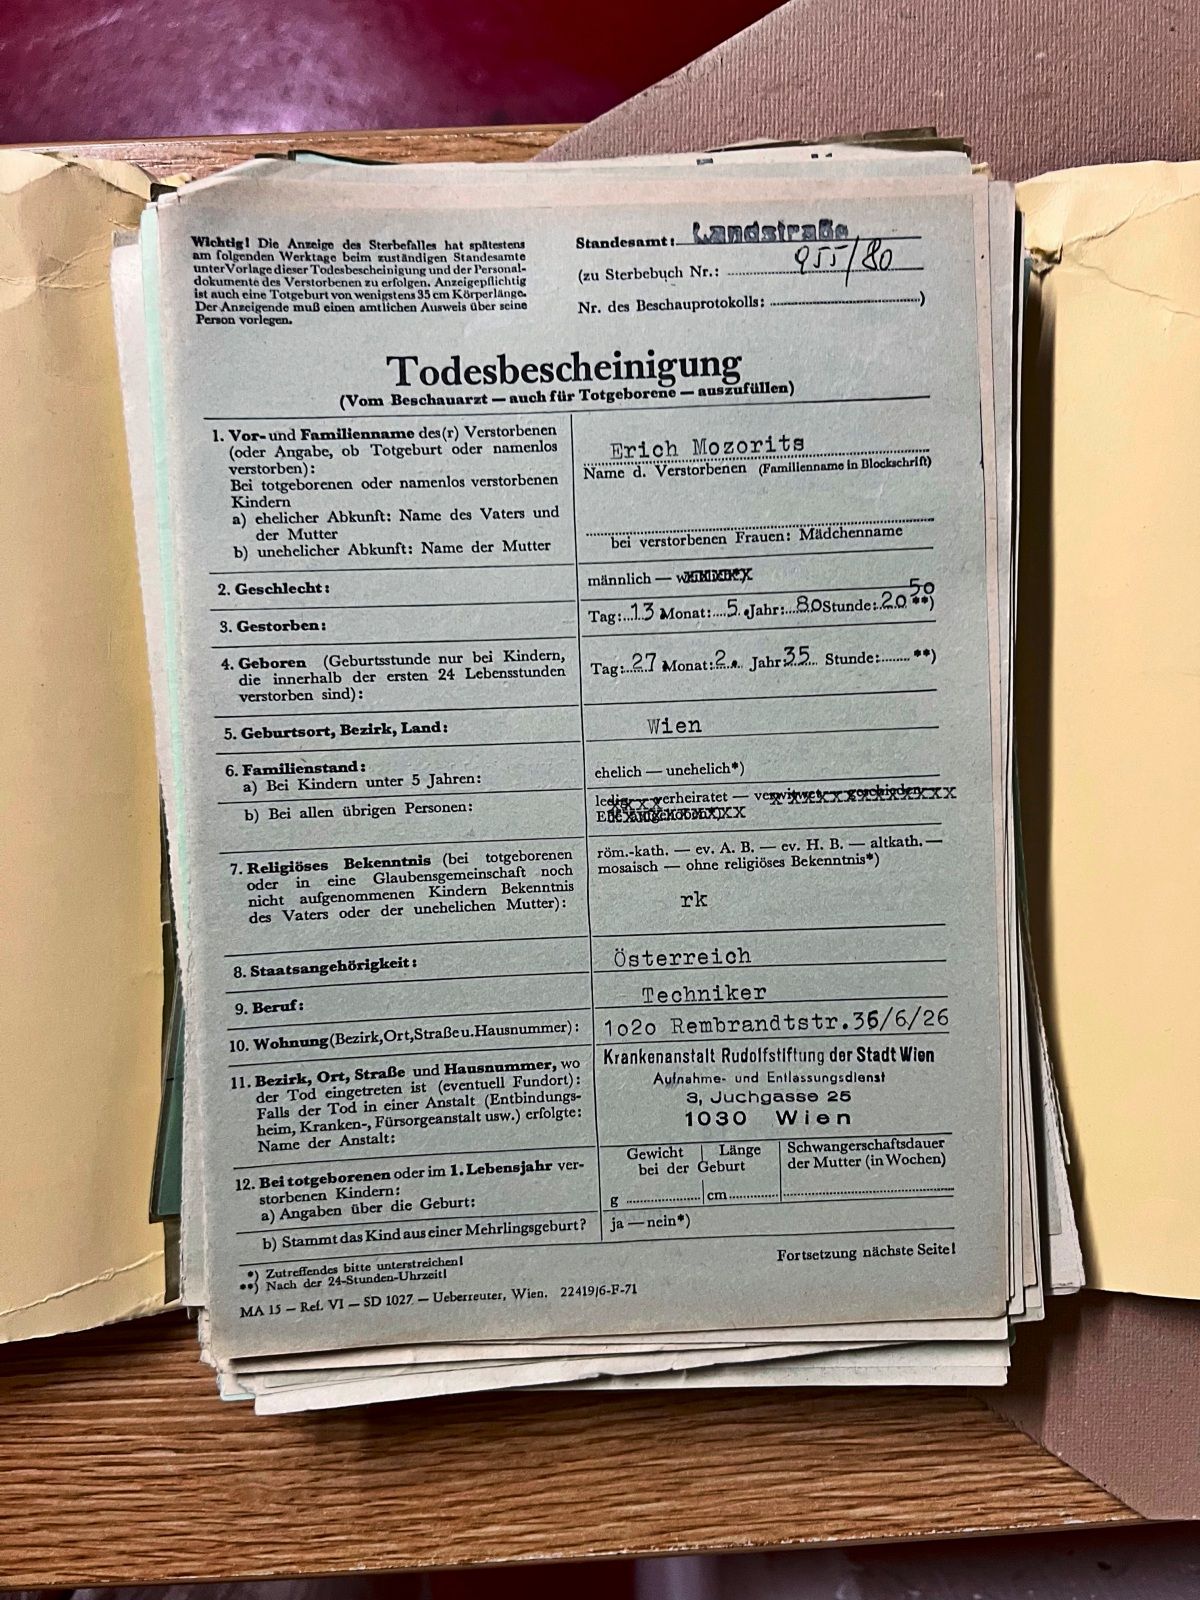 Wichtig! Die Anzeige des Sterbefalles hat spätestens
am folgenden Werktage beim zuständigen Standesamte
unter Vorlage dieser Todesbescheinigung und der Personal-
dokumente des Verstorbenen zu erfolgen. Anzeigepflichtig
ist auch eine Totgeburt von wenigstens 35 cm Körperlänge.
Der Anzeigende muß einen amtlichen Ausweis über seine
Person vorlegen.
Standesamt: Landstraße
(zu Sterbebuch Nr.: 955/80
Nr. des Beschauprotokolls: )
Todesbescheinigung
(Vom Beschauarzt — auch für Totgeborene — auszufüllen)
1. Vor- und Familienname des(r) Verstorbenen
(oder Angabe, ob Totgeburt oder namenlos
verstorben):
Bei totgeborenen oder namenlos verstorbenen
Kindern
a) ehelicher Abkunft: Name des Vaters und
der Mutter
b) unehelicher Abkunft: Name der Mutter
Erich Mozorits
Name d. Verstorbenen (Familienname in Blockschrift)
bei verstorbenen Frauen: Mädchenname
2. Geschlecht:
männlich —
3. Gestorben:
Tag: 13 Monat: 5. Jahr: 80 Stunde: 20 50 **)
4. Geboren (Geburtsstunde nur bei Kindern,
die innerhalb der ersten 24 Lebensstunden
verstorben sind):
Tag: 27 Monat: 2. Jahr 35 Stunde: **)
5. Geburtsort, Bezirk, Land:
Wien
6. Familienstand:
a) Bei Kindern unter 5 Jahren:
ehelich — unehelich*)
b) Bei allen übrigen Personen:
verheiratet —
7. Religiöses Bekenntnis (bei totgeborenen
oder in eine Glaubensgemeinschaft noch
nicht aufgenommenen Kindern Bekenntnis
des Vaters oder der unehelichen Mutter):
röm.-kath. — ev. A. B. — ev. H. B. — altkath. —
mosaisch — ohne religiöses Bekenntnis*)
rk
8. Staatsangehörigkeit:
Österreich
9. Beruf:
Techniker
10. Wohnung (Bezirk, Ort, Straße u. Hausnummer):
1o2o Rembrandtstr.36/6/26
11. Bezirk, Ort, Straße und Hausnummer, wo
der Tod eingetreten ist (eventuell Fundort):
Falls der Tod in einer Anstalt (Entbindungs-
heim, Kranken-, Fürsorgeanstalt usw.) erfolgte:
Name der Anstalt:
Krankenanstalt Rudolfstiftung der Stadt Wien
Aufnahme- und Entlassungsdienst
3, Juchgasse 25
1030 Wien
12. Bei totgeborenen oder im 1. Lebensjahr ver-
storbenen Kindern:
a) Angaben über die Geburt:
Gewicht Länge
bei der Geburt
Schwangerschaftsdauer
der Mutter (in Wochen)
g cm
b) Stammt das Kind aus einer Mehrlingsgeburt?
ja — nein*)
*) Zutreffendes bitte unterstreichen!
**) Nach der 24-Stunden-Uhrzeit!
Fortsetzung nächste Seite!
MA 15 — Ref. VI — SD 1027 — Ueberreuter, Wien. 22419/6-F-71